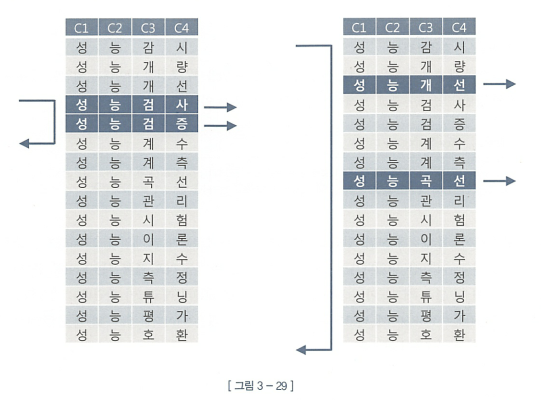 C1 C2 C3 C4
성 능 감 시
성 능 개 량
성 능 개 선
성 능 검 사
성 능 검 증
성 능 계 수
성 능 계 측
성 능 곡 선
성 능 관 리
성 능 시 험
성 능 이 론
성 능 지 수
성 능 측 정
성 능 튜 닝
성 능 평 가
성 능 호 환
C1 C2 C3 C4
성 능 감 시
성 능 개 량
성 능 개 선
성 능 검 사
성 능 검 증
성 능 계 수
성 능 계 측
성 능 곡 선
성 능 관 리
성 능 시 험
성 능 이 론
성 능 지 수
성 능 측 정
성 능 튜 닝
성 능 평 가
성 능 호 환
[ 그림 3 – 29 ]